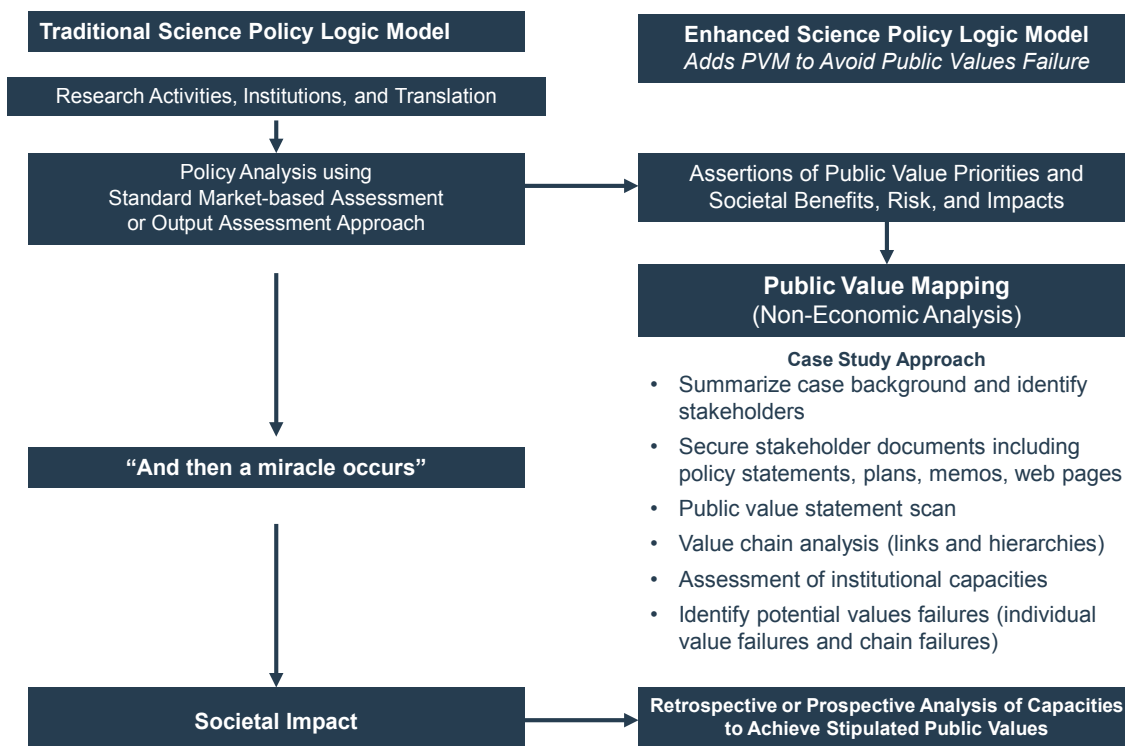 Traditional Science Policy Logic Model
Research Activities, Institutions, and Translation
Policy Analysis using
Standard Market-based Assessment
or Output Assessment Approach
“And then a miracle occurs”
Societal Impact
Enhanced Science Policy Logic Model
Adds PVM to Avoid Public Values Failure
Assertions of Public Value Priorities and
Societal Benefits, Risk, and Impacts
Public Value Mapping
(Non-Economic Analysis)
Case Study Approach
• Summarize case background and identify
stakeholders
• Secure stakeholder documents including
policy statements, plans, memos, web pages
• Public value statement scan
• Value chain analysis (links and hierarchies)
• Assessment of institutional capacities
• Identify potential values failures (individual
value failures and chain failures)
Retrospective or Prospective Analysis of Capacities
to Achieve Stipulated Public Values